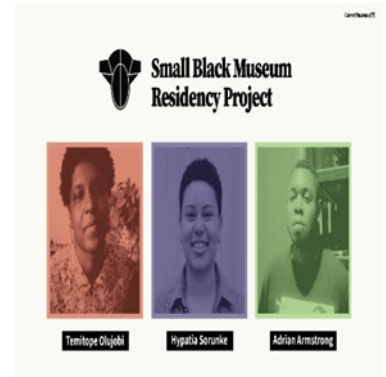 Small Black Museum
Residency Project
Temitope Olujobi
Hypatia Sorunke
Adrian Armstrong